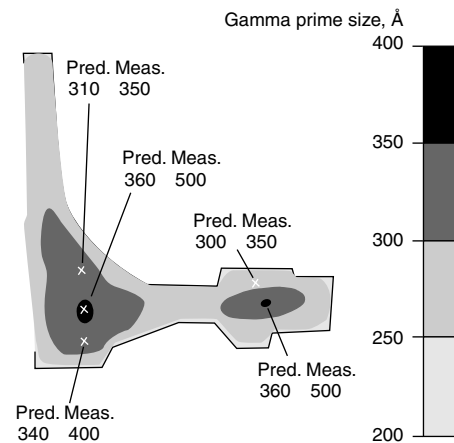 Gamma prime size, Å
400
350
300
250
200
Pred. Meas.
310 350
Pred. Meas.
360 500
Pred. Meas.
300 350
Pred. Meas.
360 500
Pred. Meas.
340 400